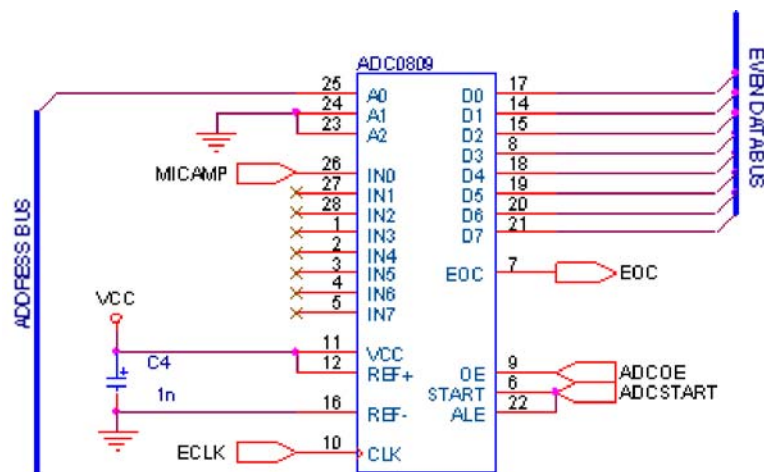 ADC0809
25 A0 D0 17
24 A1 D1 14
23 A2 D2 15
D3 8
MICAMP 26 IN0 D4 18
27 IN1 D5 19
28 IN2 D6 20
1 IN3 D7 21
2 IN4
3 IN5 EOC 7 EOC
4 IN6
5 IN7
VCC
11 VCC
C4 12 REF+ OE 9 ADCOE
1n START 6 ADCSTART
16 REF- ALE 22
ECLK 10 CLK
ADDRESS BUS
EVEN DATABUS